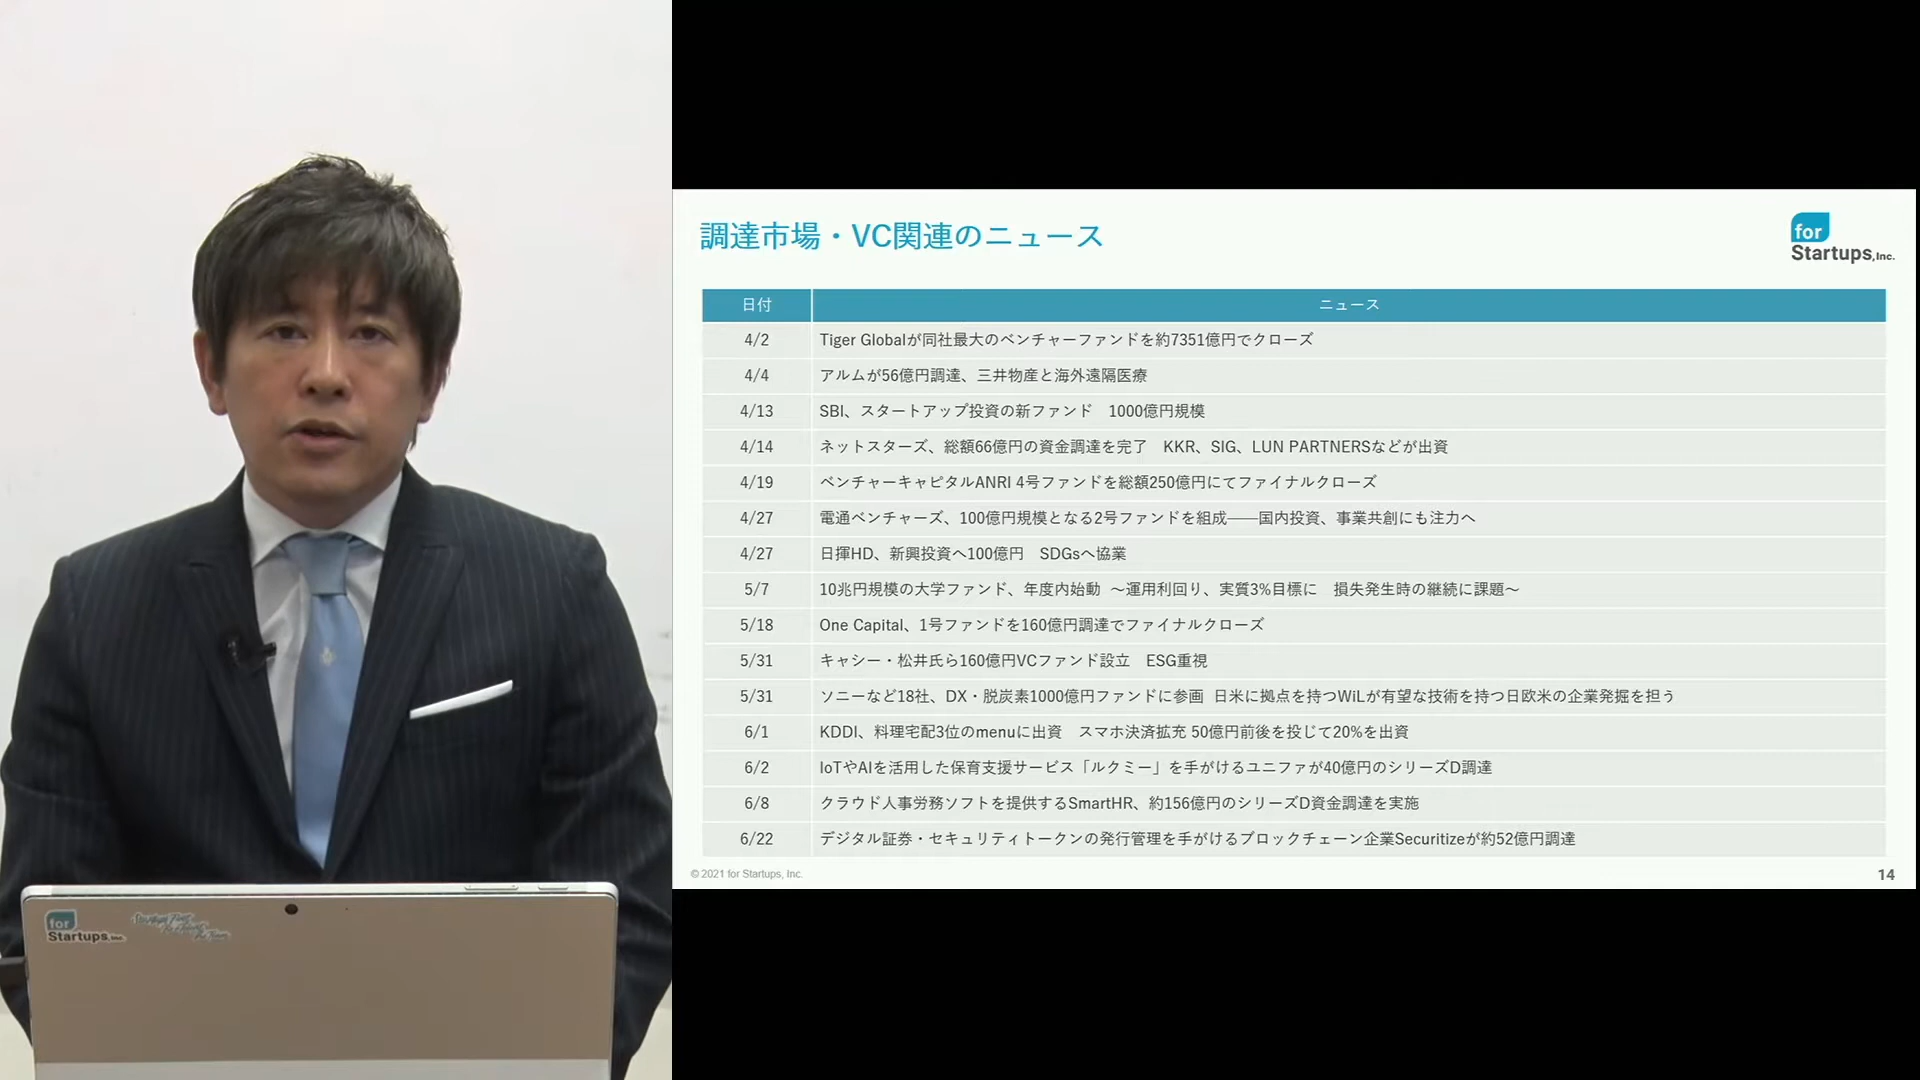 調達市場・VC関連のニュース
for
Startups,Inc.
日付 ニュース
4/2 Tiger Globalが同社最大のベンチャーファンドを約7351億円でクローズ
4/4 アルムが56億円調達、三井物産と海外遠隔医療
4/13 SBI、スタートアップ投資の新ファンド　1000億円規模
4/14 ネットスターズ、総額66億円の資金調達を完了　KKR、SIG、LUN PARTNERSなどが出資
4/19 ベンチャーキャピタルANRI 4号ファンドを総額250億円にてファイナルクローズ
4/27 電通ベンチャーズ、100億円規模となる2号ファンドを組成――国内投資、事業共創にも注力へ
4/27 日揮HD、新興投資へ100億円　SDGsへ協業
5/7 10兆円規模の大学ファンド、年度内始動 ～運用利回り、実質3%目標に　損失発生時の継続に課題～
5/18 One Capital、1号ファンドを160億円調達でファイナルクローズ
5/31 キャシー・松井氏ら160億円VCファンド設立　ESG重視
5/31 ソニーなど18社、DX・脱炭素1000億円ファンドに参画 日米に拠点を持つWiLが有望な技術を持つ日欧米の企業発掘を担う
6/1 KDDI、料理宅配3位のmenuに出資　スマホ決済拡充 50億円前後を投じて20%を出資
6/2 IoTやAIを活用した保育支援サービス「ルクミー」を手がけるユニファが40億円のシリーズD調達
6/8 クラウド人事労務ソフトを提供するSmartHR、約156億円のシリーズD資金調達を実施
6/22 デジタル証券・セキュリティトークンの発行管理を手がけるブロックチェーン企業Securitizeが約52億円調達
© 2021 for Startups, Inc.
14
for
Startups,Inc.